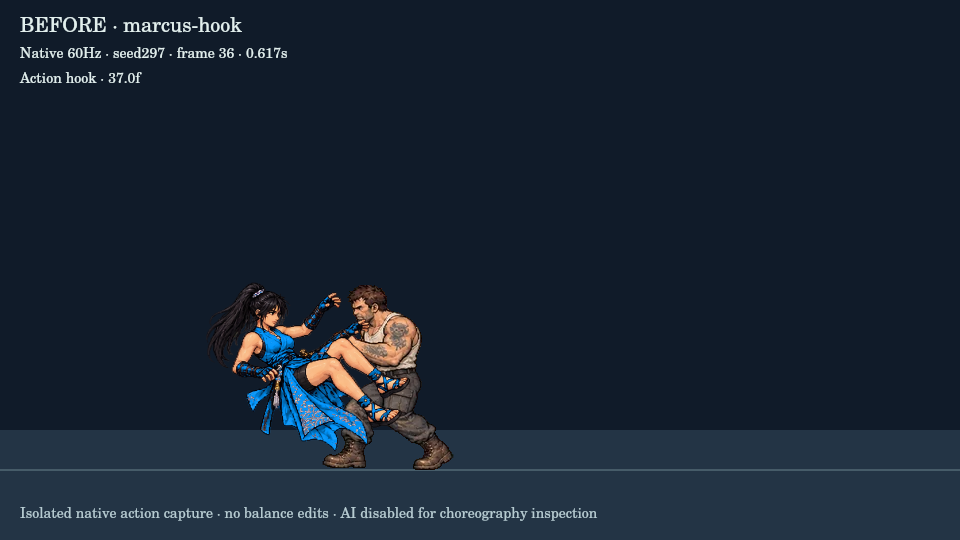 BEFORE · marcus-hook
Native 60Hz · seed297 · frame 36 · 0.617s
Action hook · 37.0f
Isolated native action capture · no balance edits · AI disabled for choreography inspection